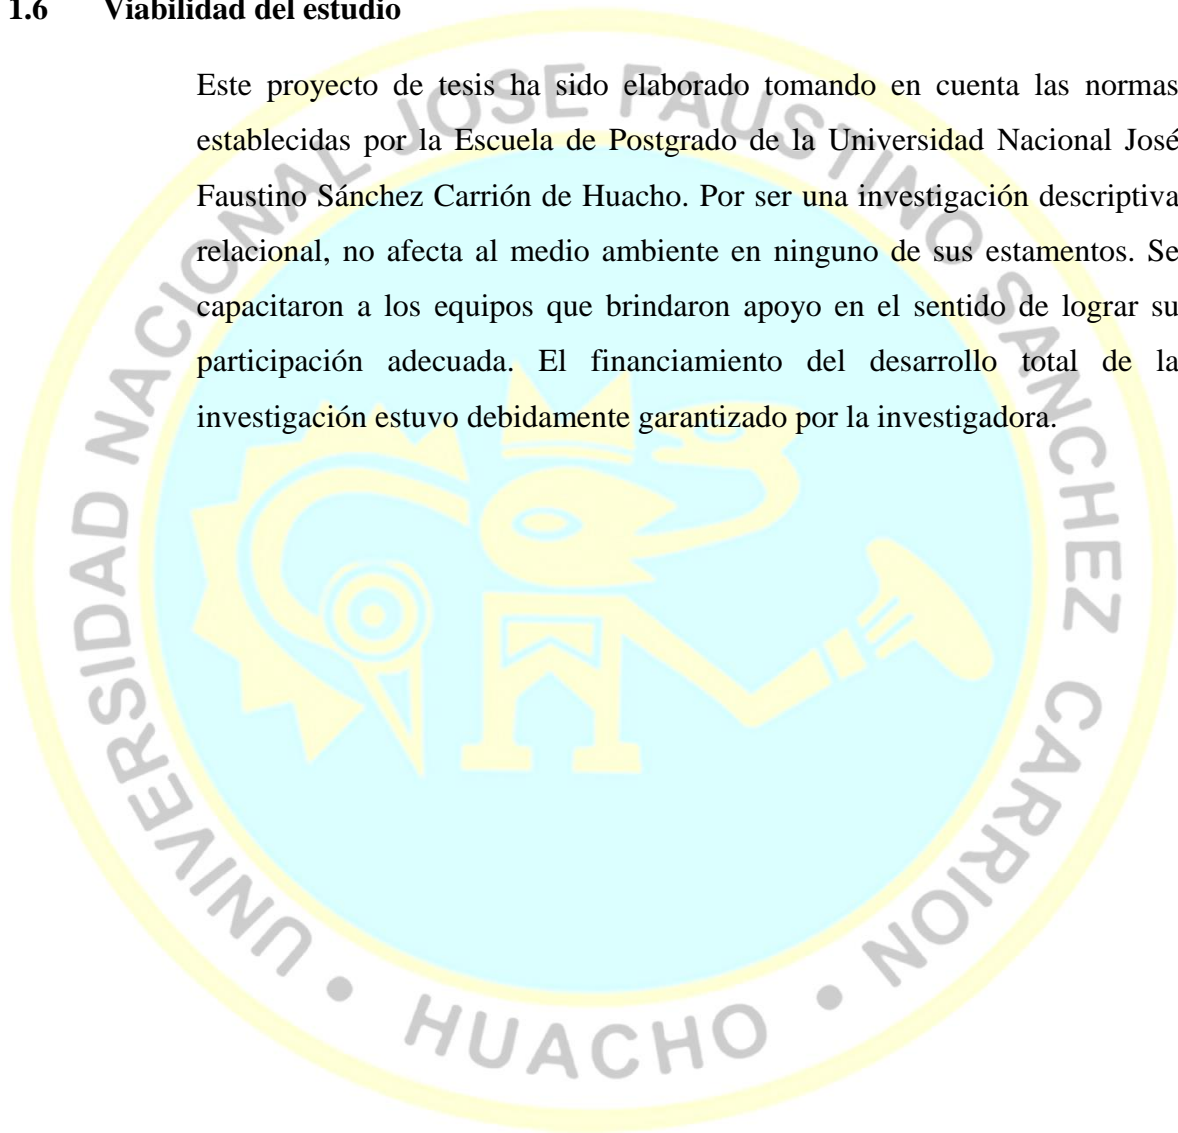 1.6 Viabilidad del estudio
Este proyecto de tesis ha sido elaborado tomando en cuenta las normas
establecidas por la Escuela de Postgrado de la Universidad Nacional José
Faustino Sánchez Carrión de Huacho. Por ser una investigación descriptiva
relacional, no afecta al medio ambiente en ninguno de sus estamentos. Se
capacitaron a los equipos que brindaron apoyo en el sentido de lograr su
participación adecuada. El financiamiento del desarrollo total de la
investigación estuvo debidamente garantizado por la investigadora.
UNIVERSIDAD NACIONAL JOSE FAUSTINO SANCHEZ CARRION
• HUACHO •